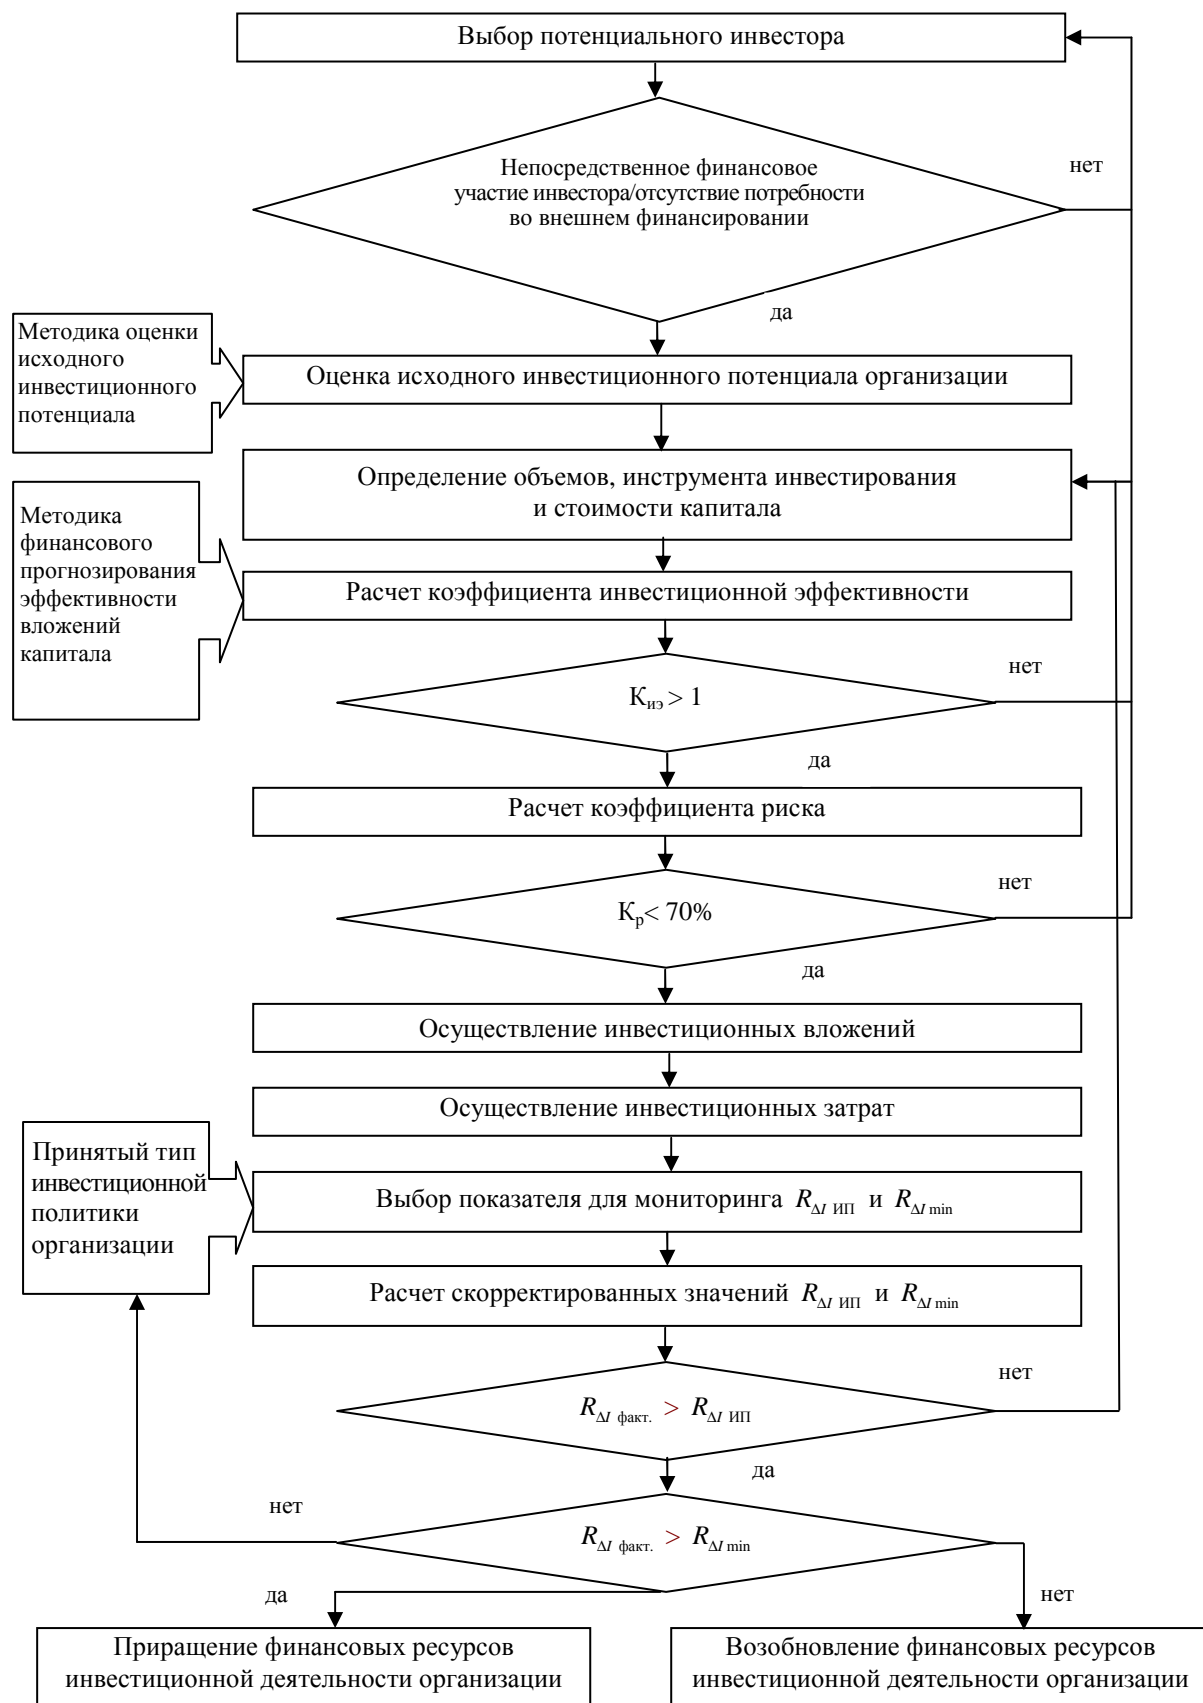 Выбор потенциального инвестора
Непосредственное финансовое
участие инвестора/отсутствие потребности
во внешнем финансировании
нет
да
Методика оценки
исходного
инвестиционного
потенциала
Оценка исходного инвестиционного потенциала организации
Определение объемов, инструмента инвестирования
и стоимости капитала
Методика
финансового
прогнозирования
эффективности
вложений
капитала
Расчет коэффициента инвестиционной эффективности
Киэ > 1
нет
да
Расчет коэффициента риска
Кр< 70%
нет
да
Осуществление инвестиционных вложений
Осуществление инвестиционных затрат
Принятый тип
инвестиционной
политики
организации
Выбор показателя для мониторинга RΔI ИП и RΔI min
Расчет скорректированных значений RΔI ИП и RΔI min
RΔI факт. > RΔI ИП
нет
да
RΔI факт. > RΔI min
нет
да
нет
Приращение финансовых ресурсов
инвестиционной деятельности организации
Возобновление финансовых ресурсов
инвестиционной деятельности организации